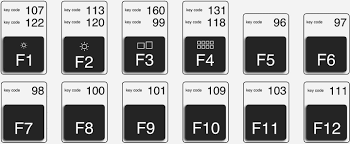 key code 107
key code 122
F1
key code 113
key code 120
F2
key code 160
key code 99
F3
key code 131
key code 118
F4
key code 96
F5
key code 97
F6
key code 98
F7
key code 100
F8
key code 101
F9
key code 109
F10
key code 103
F11
key code 111
F12